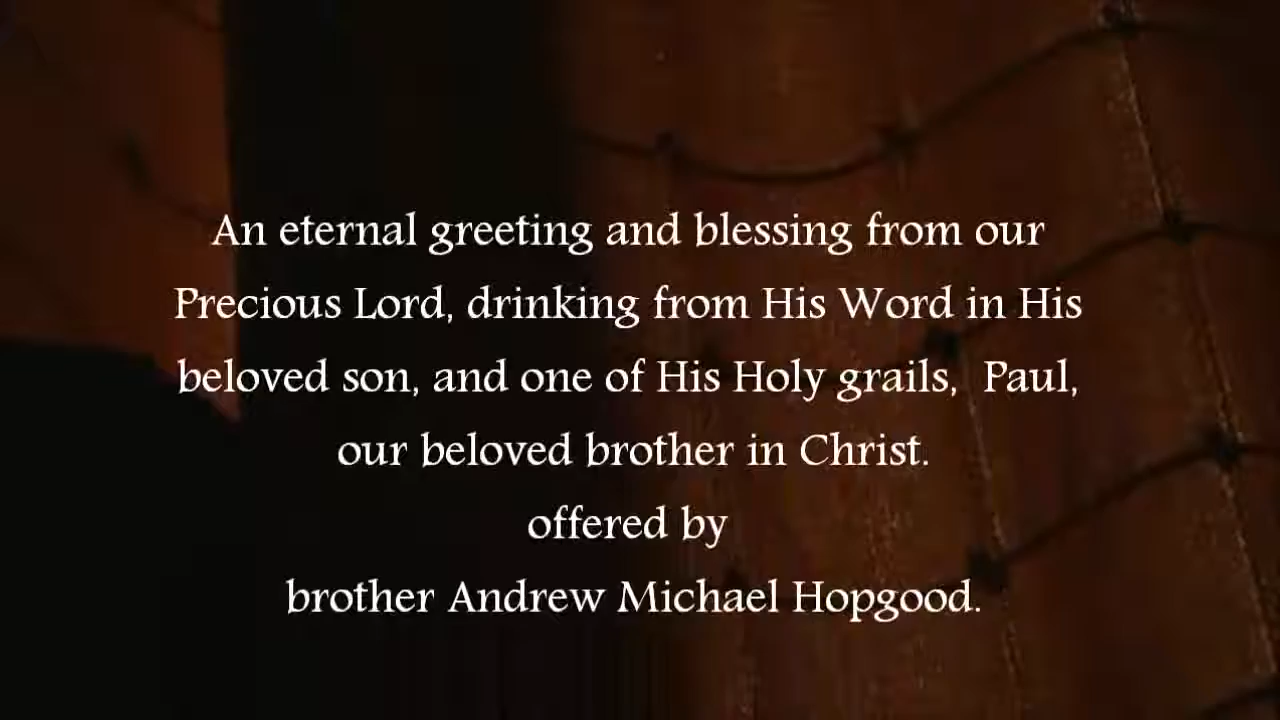 An eternal greeting and blessing from our
Precious Lord, drinking from His Word in His
beloved son, and one of His Holy grails,  Paul,
our beloved brother in Christ.
offered by
brother Andrew Michael Hopgood.